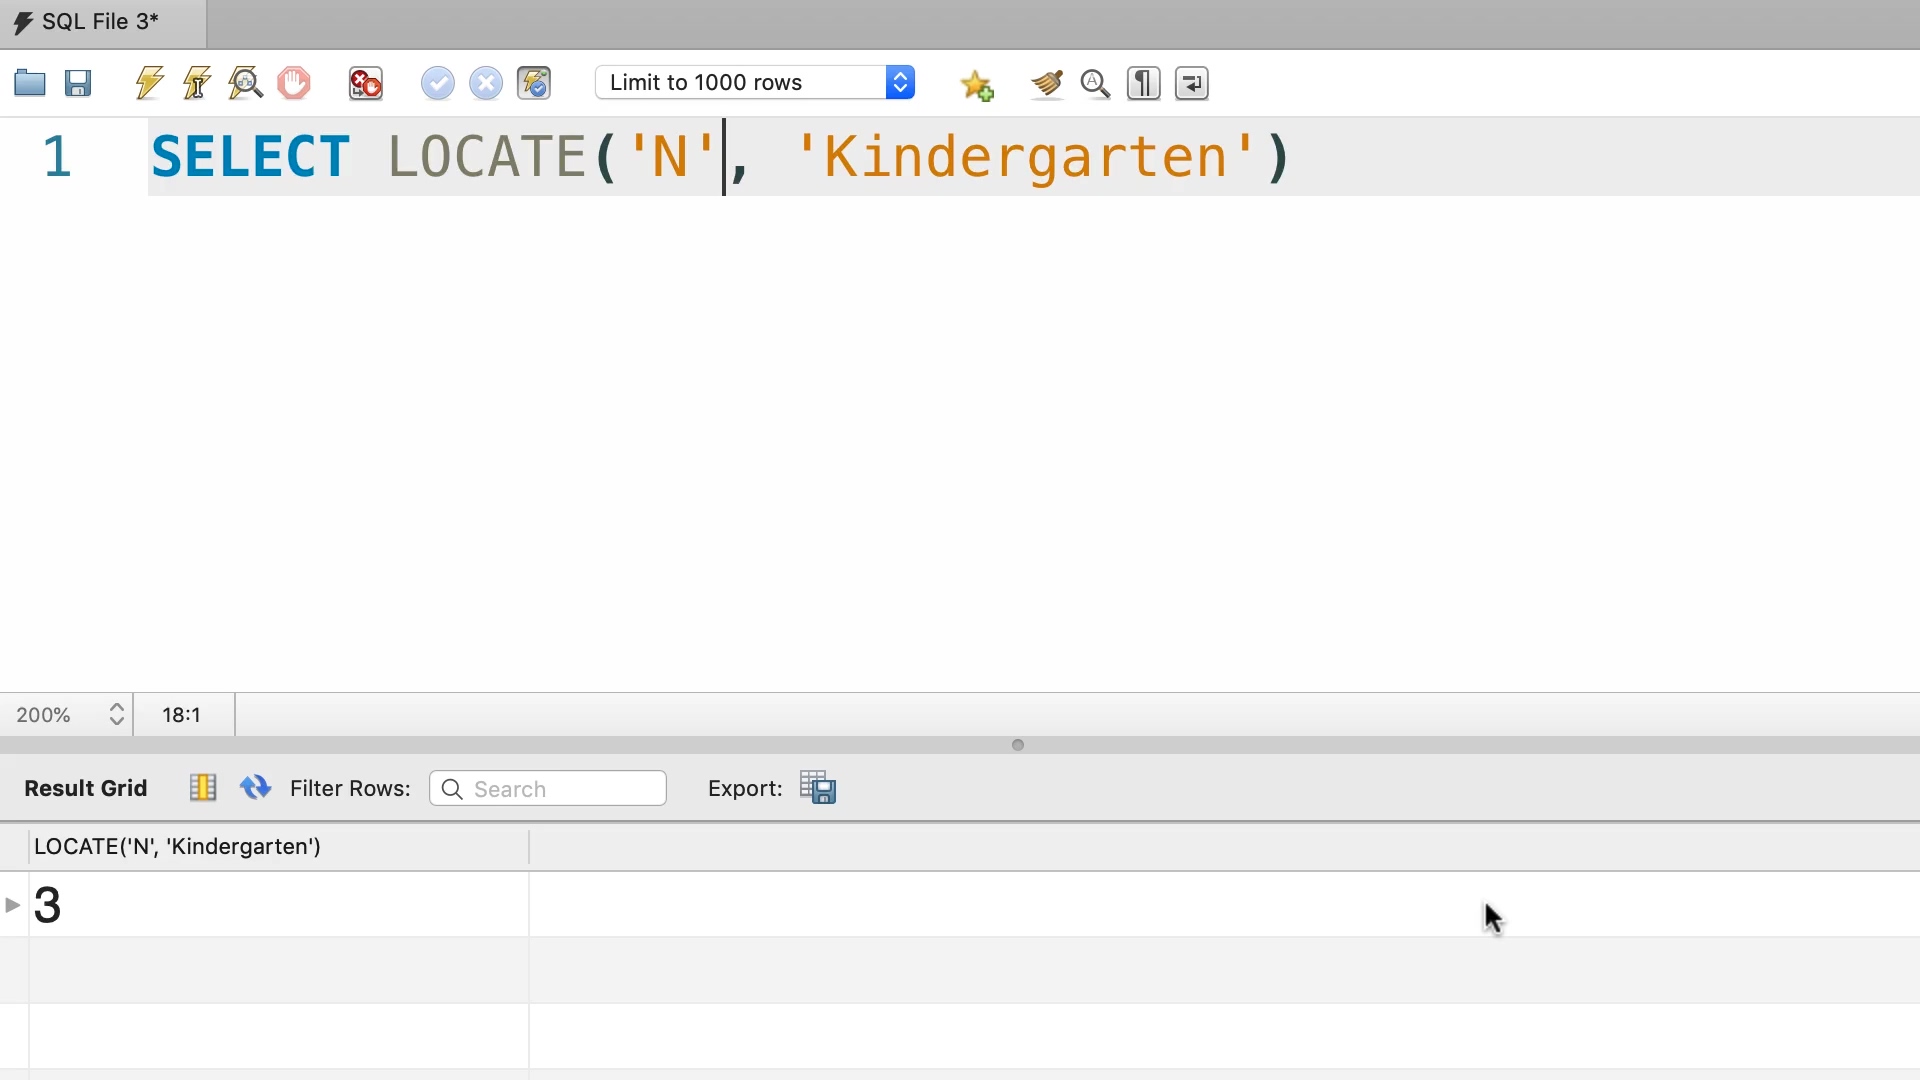 SQL File 3*
Limit to 1000 rows
1 SELECT LOCATE('N', 'Kindergarten')
200% 18:1
Result Grid Filter Rows: Search Export:
LOCATE('N', 'Kindergarten')
3